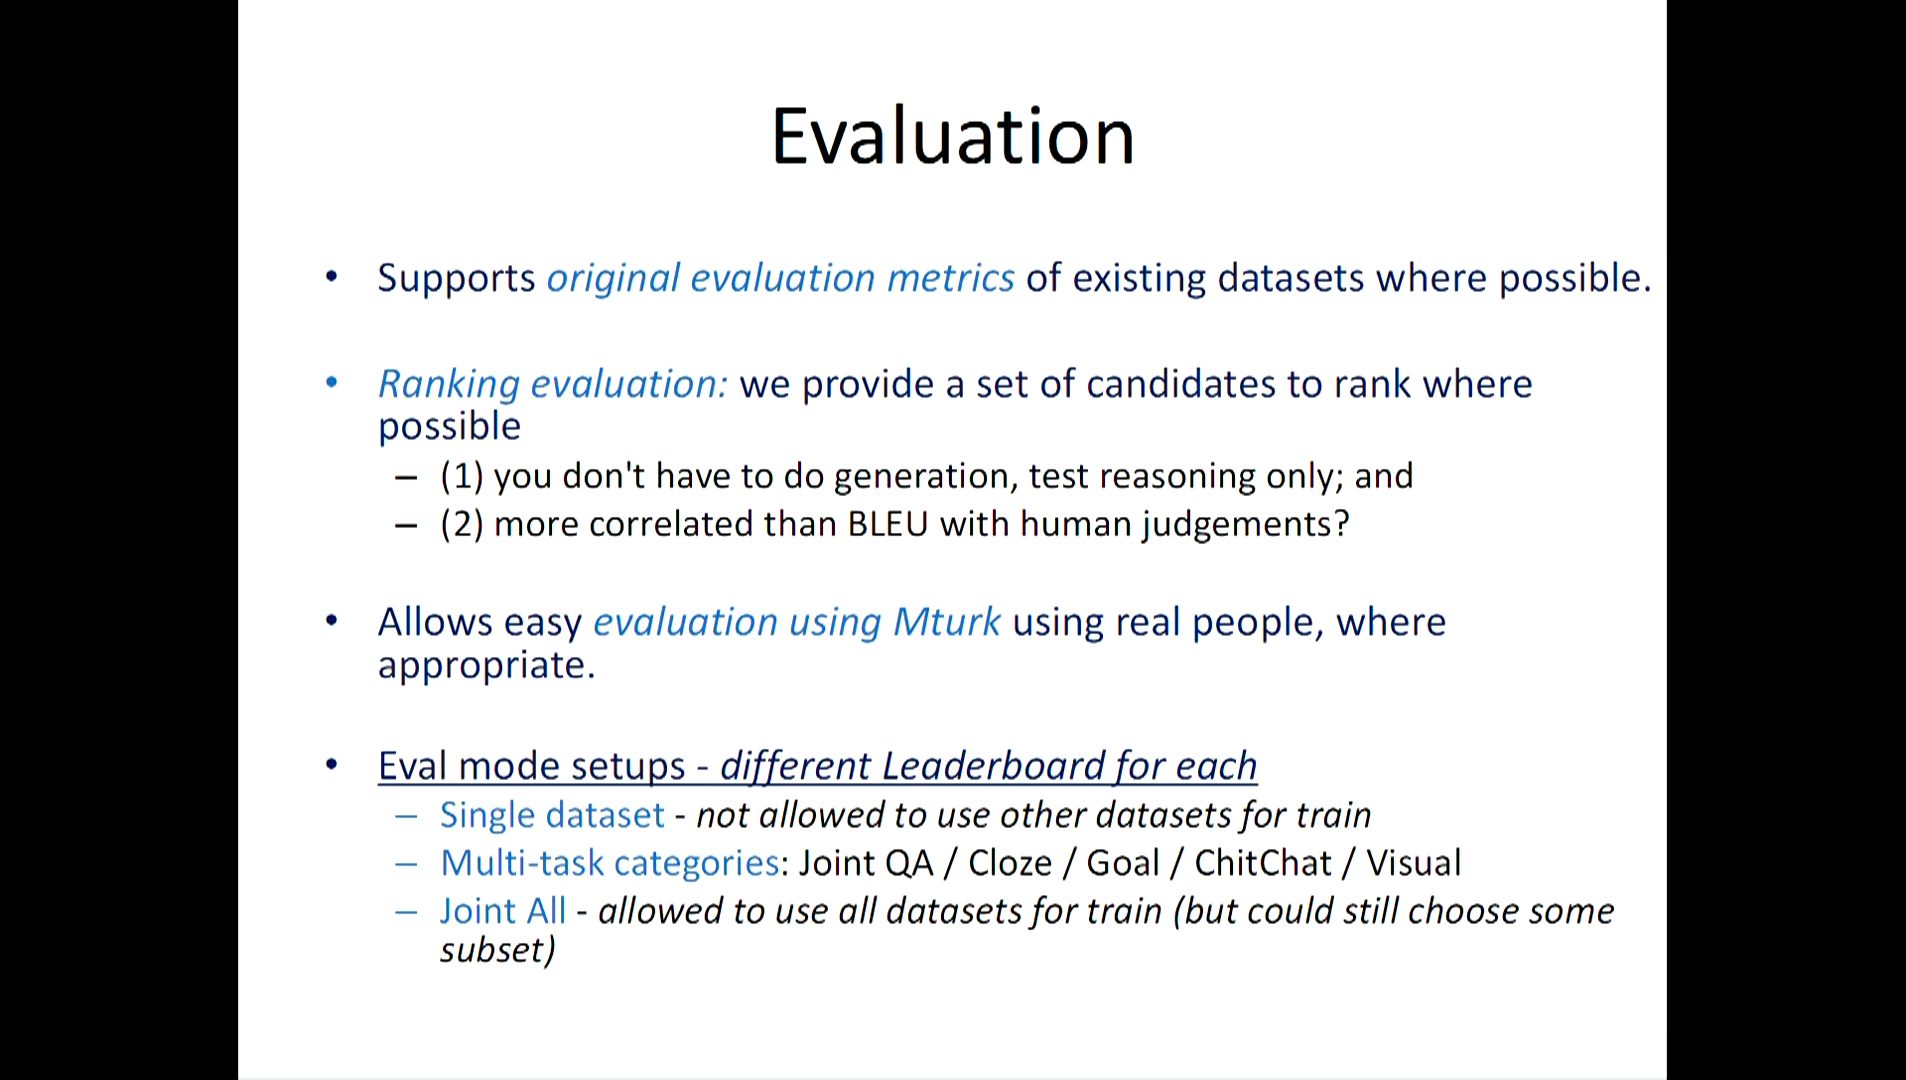 Evaluation
• Supports original evaluation metrics of existing datasets where possible.
• Ranking evaluation: we provide a set of candidates to rank where
possible
– (1) you don't have to do generation, test reasoning only; and
– (2) more correlated than BLEU with human judgements?
• Allows easy evaluation using Mturk using real people, where
appropriate.
• Eval mode setups - different Leaderboard for each
– Single dataset - not allowed to use other datasets for train
– Multi-task categories: Joint QA / Cloze / Goal / ChitChat / Visual
– Joint All - allowed to use all datasets for train (but could still choose some
subset)